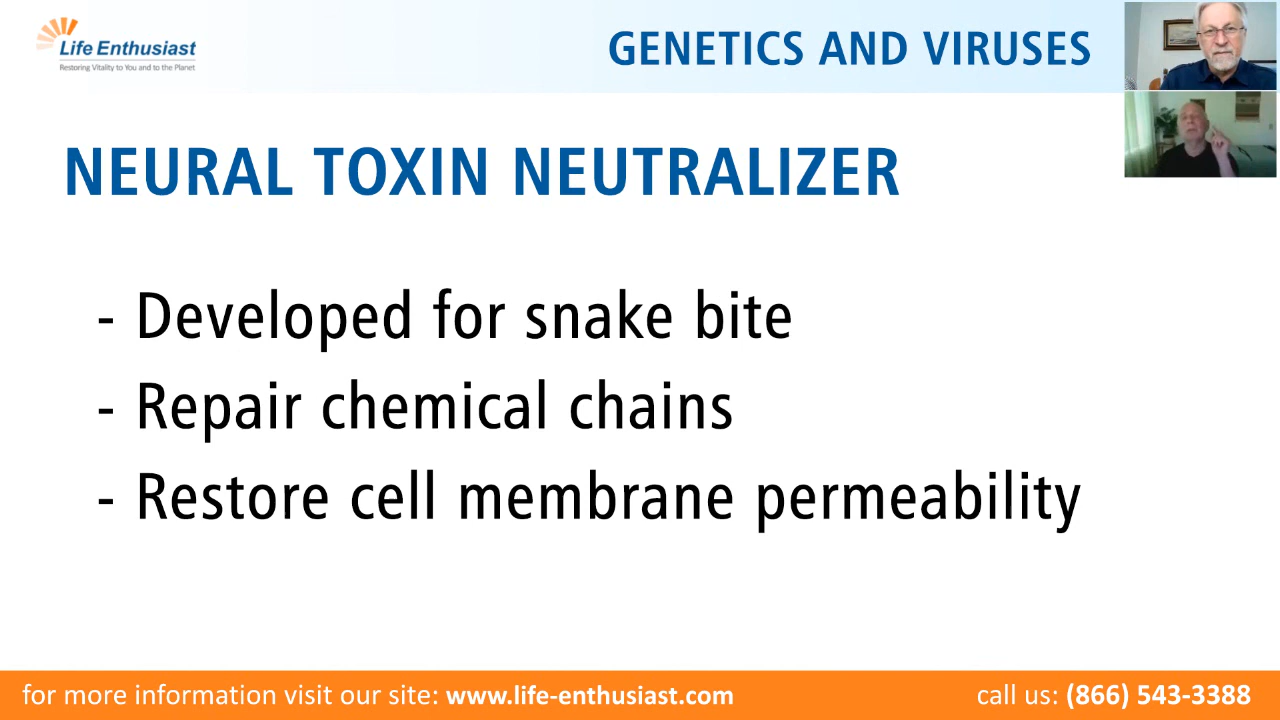 Life Enthusiast
Restoring Vitality to You and to the Planet
GENETICS AND VIRUSES
NEURAL TOXIN NEUTRALIZER
- Developed for snake bite
- Repair chemical chains
- Restore cell membrane permeability
for more information visit our site: www.life-enthusiast.com
call us: (866) 543-3388